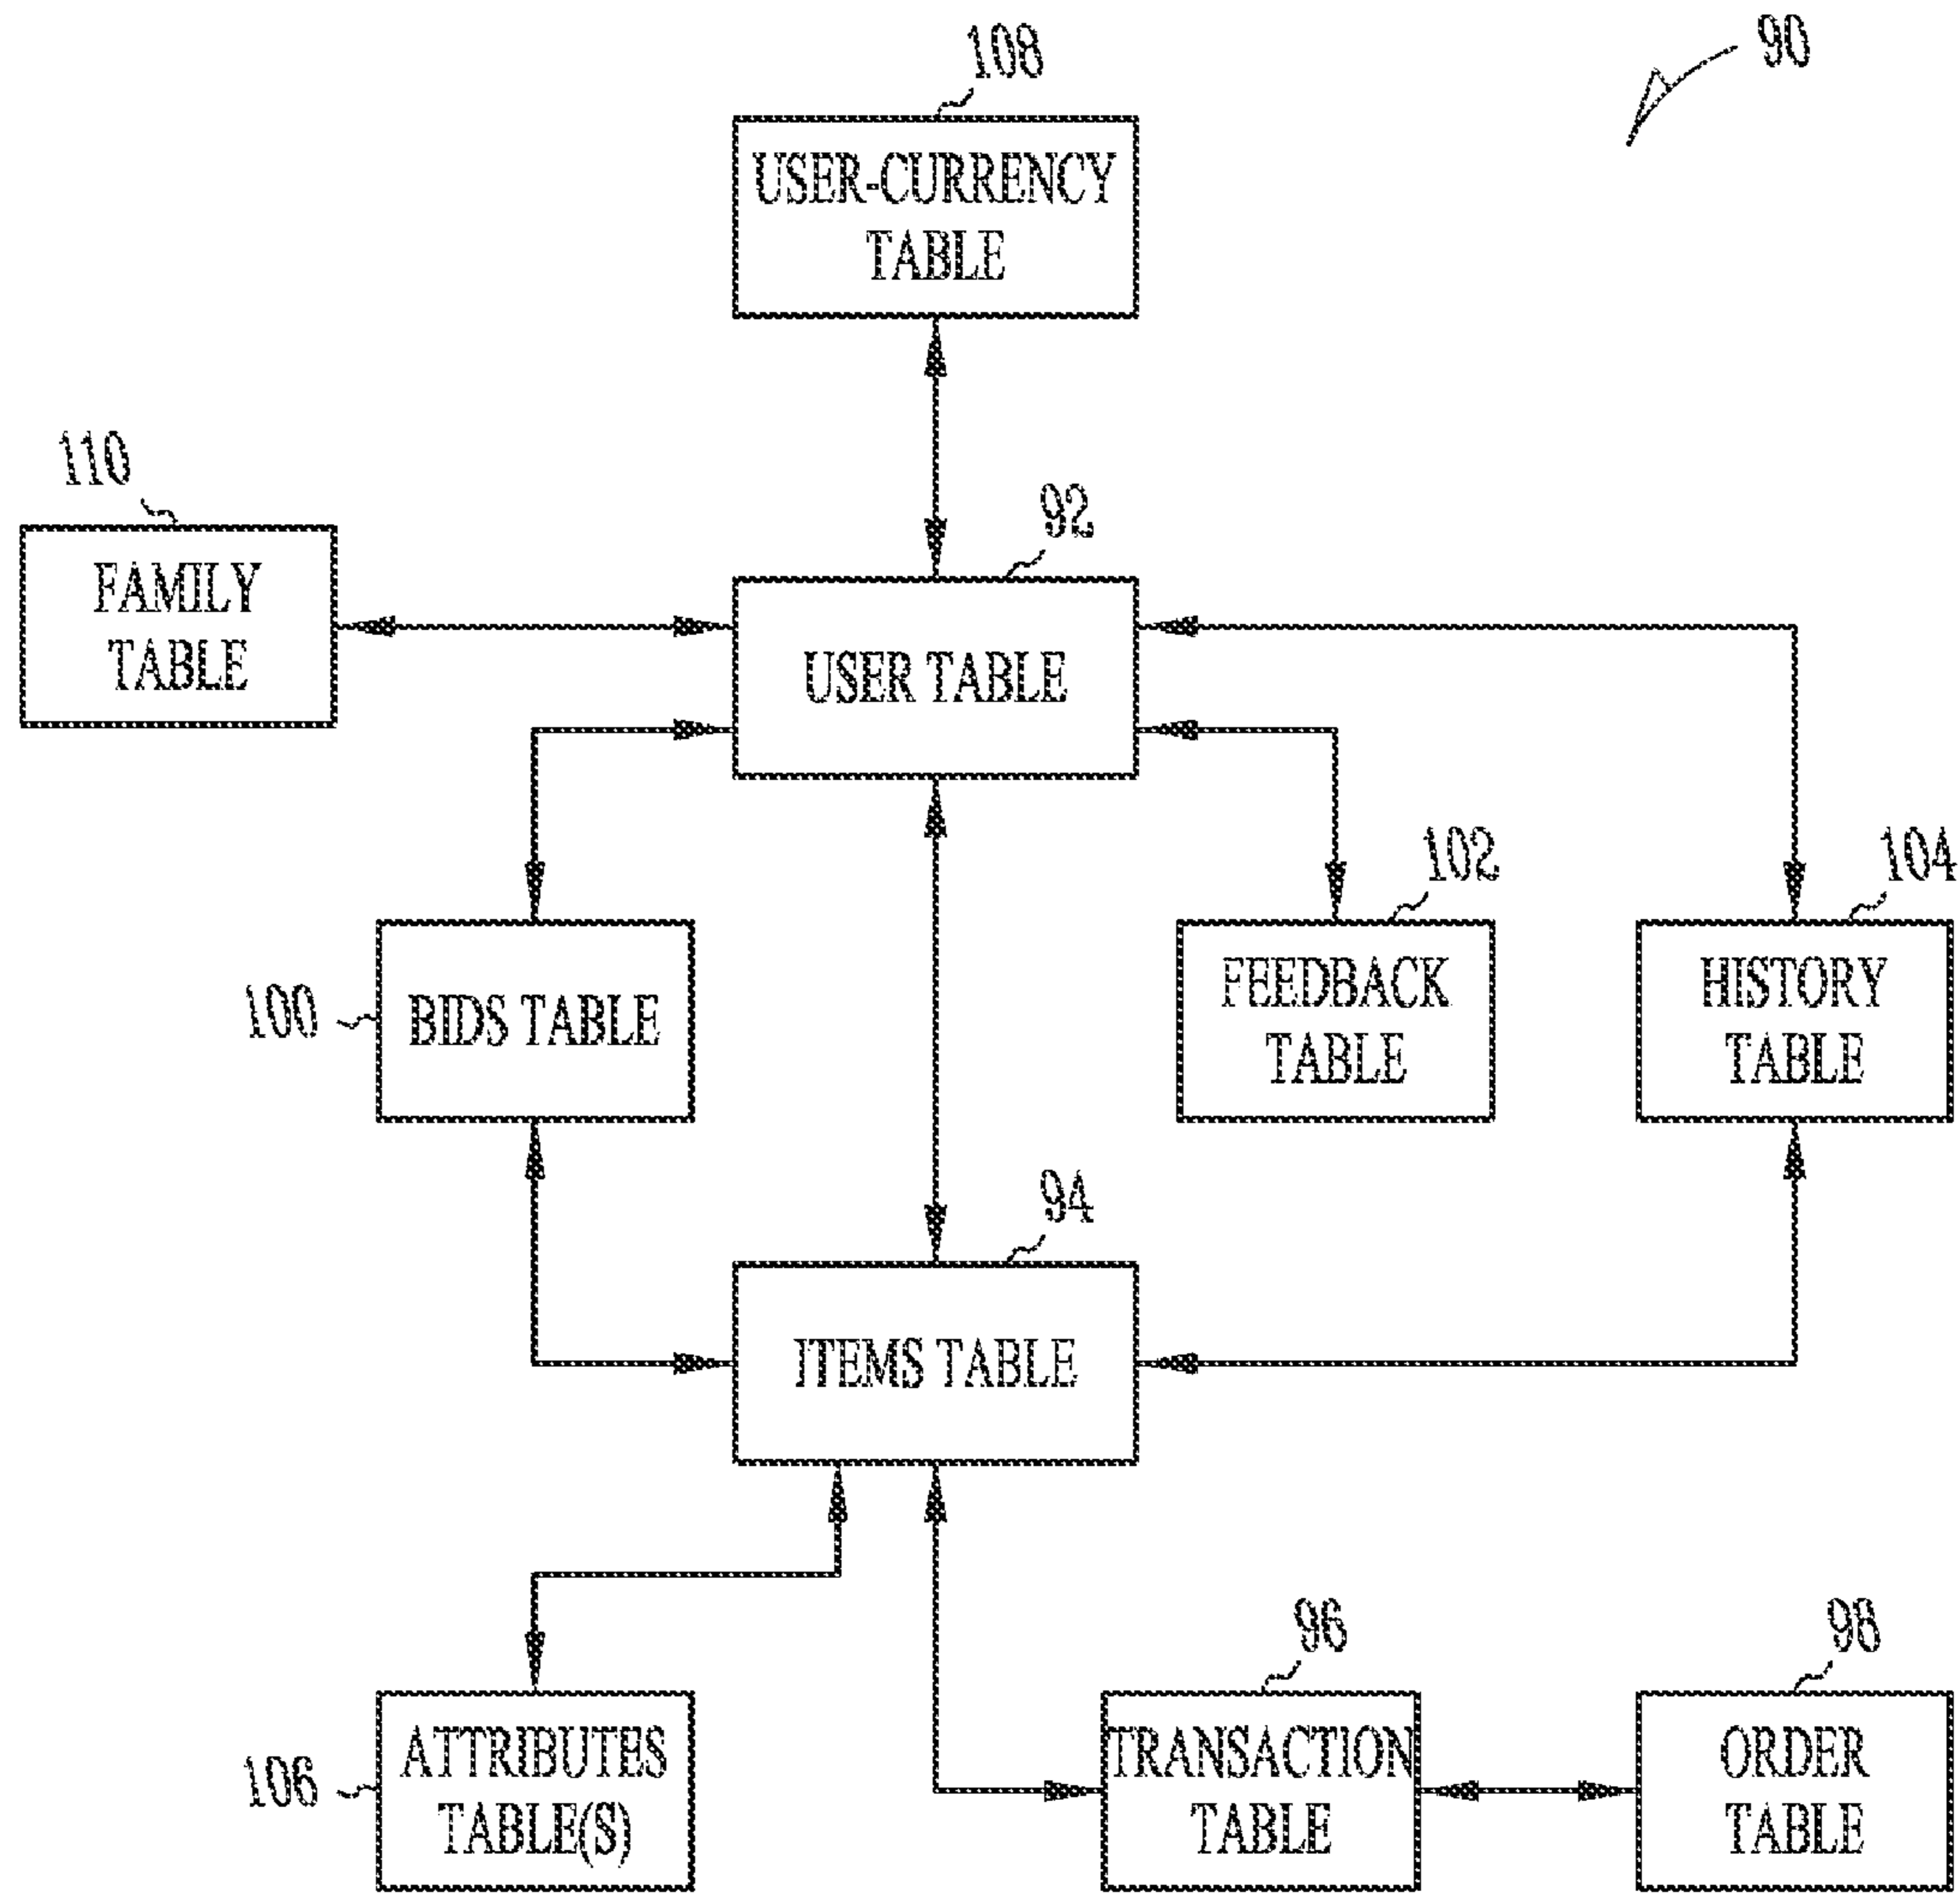 90
108
USER-CURRENCY
TABLE
110
FAMILY
TABLE
92
USER TABLE
100
BIDS TABLE
102
FEEDBACK
TABLE
104
HISTORY
TABLE
94
ITEMS TABLE
106
ATTRIBUTES
TABLE(S)
96
TRANSACTION
TABLE
98
ORDER
TABLE